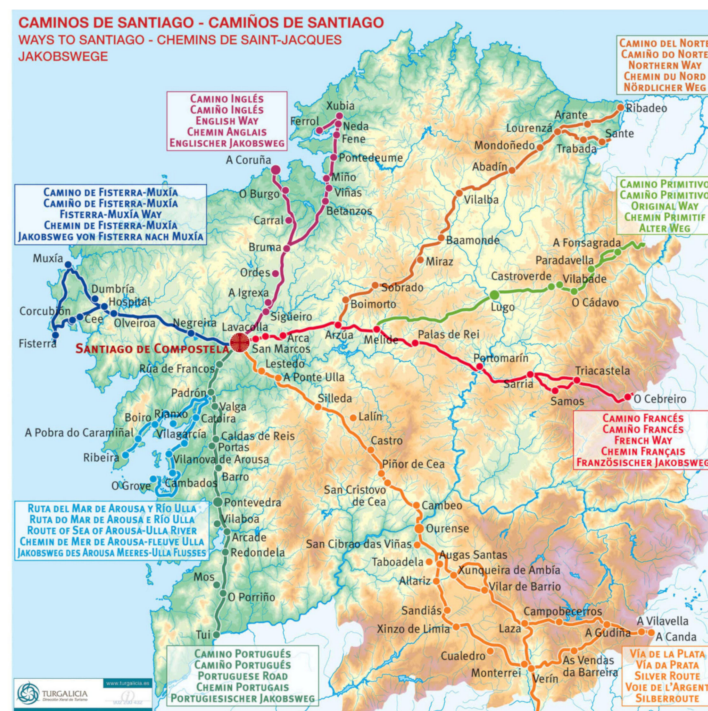 CAMINOS DE SANTIAGO - CAMIÑOS DE SANTIAGO
WAYS TO SANTIAGO - CHEMINS DE SAINT-JACQUES
JAKOBSWEGE
CAMINO DEL NORTE
CAMIÑO DO NORTE
NORTHERN WAY
CHEMIN DU NORD
NÖRDLICHER WEG
CAMINO INGLÉS
CAMIÑO INGLÉS
ENGLISH WAY
CHEMIN ANGLAIS
ENGLISCHER JAKOBSWEG
Xubia
Ferrol
Neda
Fene
Pontedeume
Miño
Viñas
Betanzos
A Coruña
O Burgo
Carral
Bruma
Ordes
A Igrexa
Sigüeiro
Ribadeo
Arante
Lourenzá
Sante
Trabada
Mondoñedo
Abadín
Vilalba
Baamonde
Miraz
Sobrado
Boimorto
CAMINO DE FISTERRA-MUXÍA
CAMIÑO DE FISTERRA-MUXÍA
FISTERRA-MUXÍA WAY
CHEMIN DE FISTERRA-MUXÍA
JAKOBSWEG VON FISTERRA NACH MUXÍA
CAMINO PRIMITIVO
CAMIÑO PRIMITIVO
ORIGINAL WAY
CHEMIN PRIMITIF
ALTER WEG
A Fonsagrada
Paradavella
Castroverde
Vilabade
O Cádavo
Lugo
Muxía
Dumbría
Hospital
Corcubión
Cee
Olveiroa
Negreira
Fisterra
Lavacolla
SANTIAGO DE COMPOSTELA
San Marcos
Arca
Arzúa
Melide
Palas de Rei
Portomarín
Sarria
Triacastela
Samos
O Cebreiro
CAMINO FRANCÉS
CAMIÑO FRANCÉS
FRENCH WAY
CHEMIN FRANÇAIS
FRANZÖSISCHER JAKOBSWEG
Rúa de Francos
Lestedo
A Ponte Ulla
Silleda
Lalín
Castro
Piñor de Cea
San Cristovo
de Cea
Cambeo
Ourense
San Cibrao das Viñas
Taboadela
Augas Santas
Xunqueira de Ambía
Allariz
Vilar de Barrio
Sandiás
Xinzo de Limia
Laza
Campobecerros
A Gudiña
A Vilavella
A Canda
Cualedro
Monterrei
Verín
As Vendas
da Barreira
Padrón
Valga
Rianxo
Boiro
Catoira
A Pobra do Caramiñal
Vilagarcía
Caldas de Reis
Portas
Ribeira
Vilanova de Arousa
Barro
O Grove
Cambados
Pontevedra
Vilaboa
Arcade
Redondela
Mos
O Porriño
Tui
RUTA DEL MAR DE AROUSA Y RÍO ULLA
RUTA DO MAR DE AROUSA E RÍO ULLA
ROUTE OF SEA OF AROUSA-ULLA RIVER
CHEMIN DE MER DE AROUSA-FLEUVE ULLA
JAKOBSWEG DES AROUSA MEERES-ULLA FLUSSES
CAMINO PORTUGUÉS
CAMIÑO PORTUGUÉS
PORTUGUESE ROAD
CHEMIN PORTUGAIS
PORTUGIESISCHER JAKOBSWEG
VÍA DE LA PLATA
VÍA DA PRATA
SILVER ROUTE
VOIE DE L'ARGENT
SILBERROUTE
TURGALICIA
www.turgalicia.es